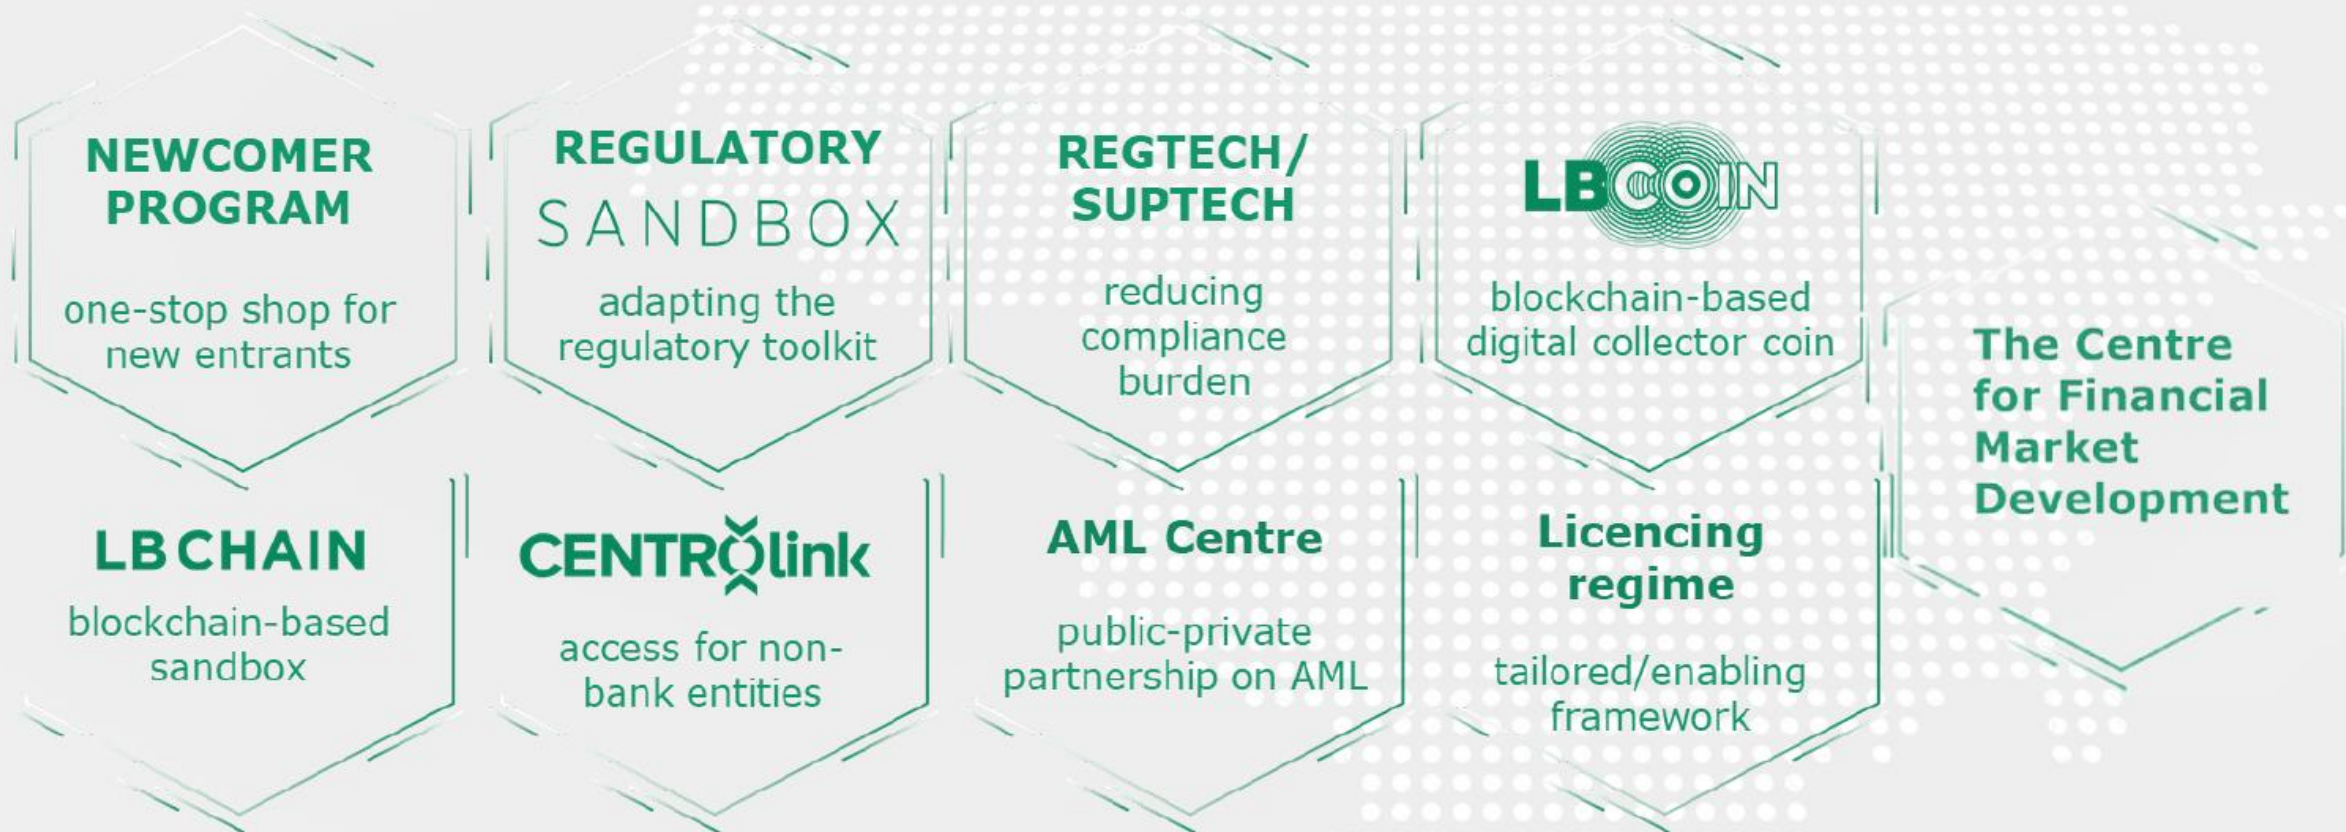 NEWCOMER
PROGRAM
one-stop shop for
new entrants
REGULATORY
SANDBOX
adapting the
regulatory toolkit
REGTECH/
SUPTECH
reducing
compliance
burden
LBCOIN
blockchain-based
digital collector coin
The Centre
for Financial
Market
Development
LBCHAIN
blockchain-based
sandbox
CENTROlink
access for non-
bank entities
AML Centre
public-private
partnership on AML
Licencing
regime
tailored/enabling
framework